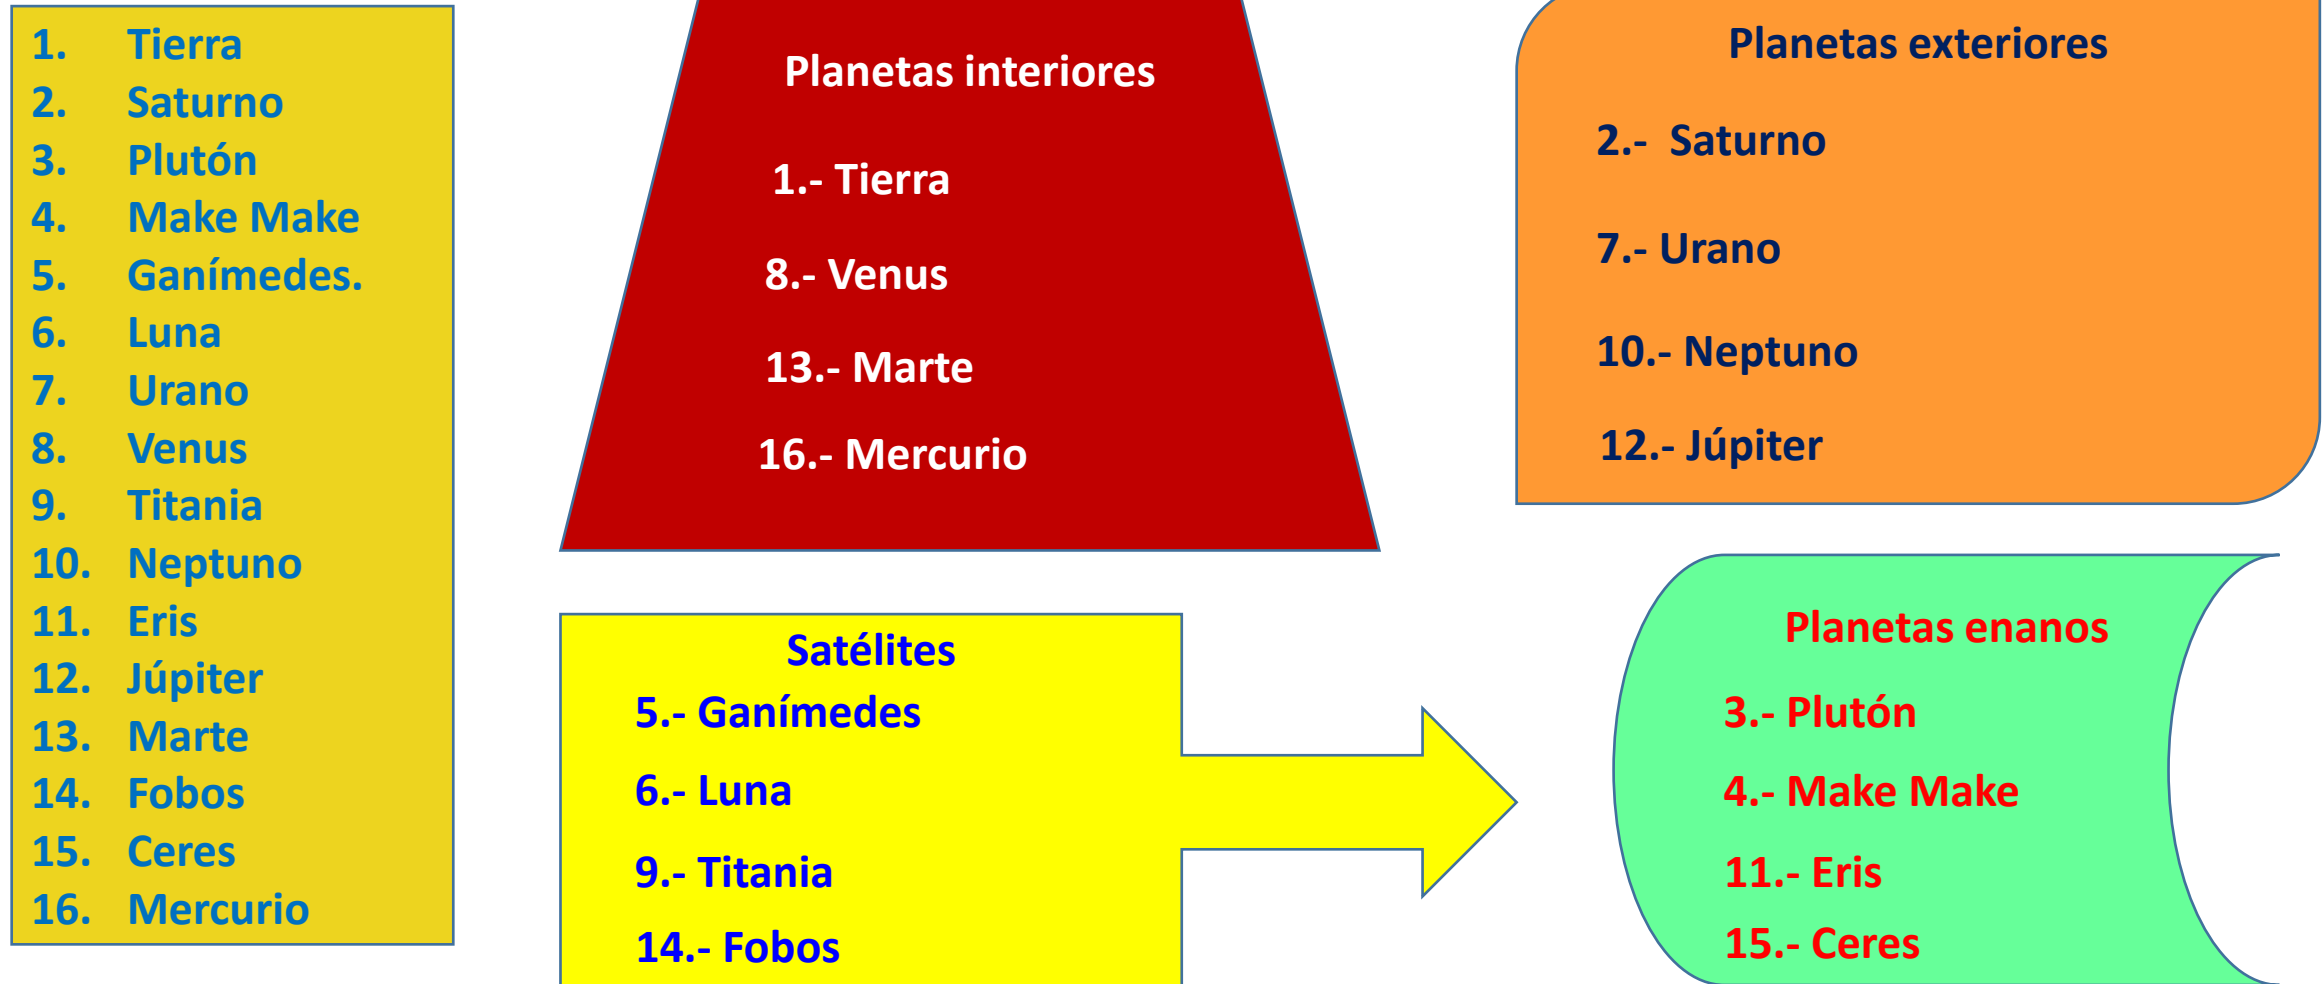 1. Tierra
2. Saturno
3. Plutón
4. Make Make
5. Ganímedes.
6. Luna
7. Urano
8. Venus
9. Titania
10. Neptuno
11. Eris
12. Júpiter
13. Marte
14. Fobos
15. Ceres
16. Mercurio
Planetas interiores
1.- Tierra
8.- Venus
13.- Marte
16.- Mercurio
Planetas exteriores
2.- Saturno
7.- Urano
10.- Neptuno
12.- Júpiter
Satélites
5.- Ganímedes
6.- Luna
9.- Titania
14.- Fobos
Planetas enanos
3.- Plutón
4.- Make Make
11.- Eris
15.- Ceres